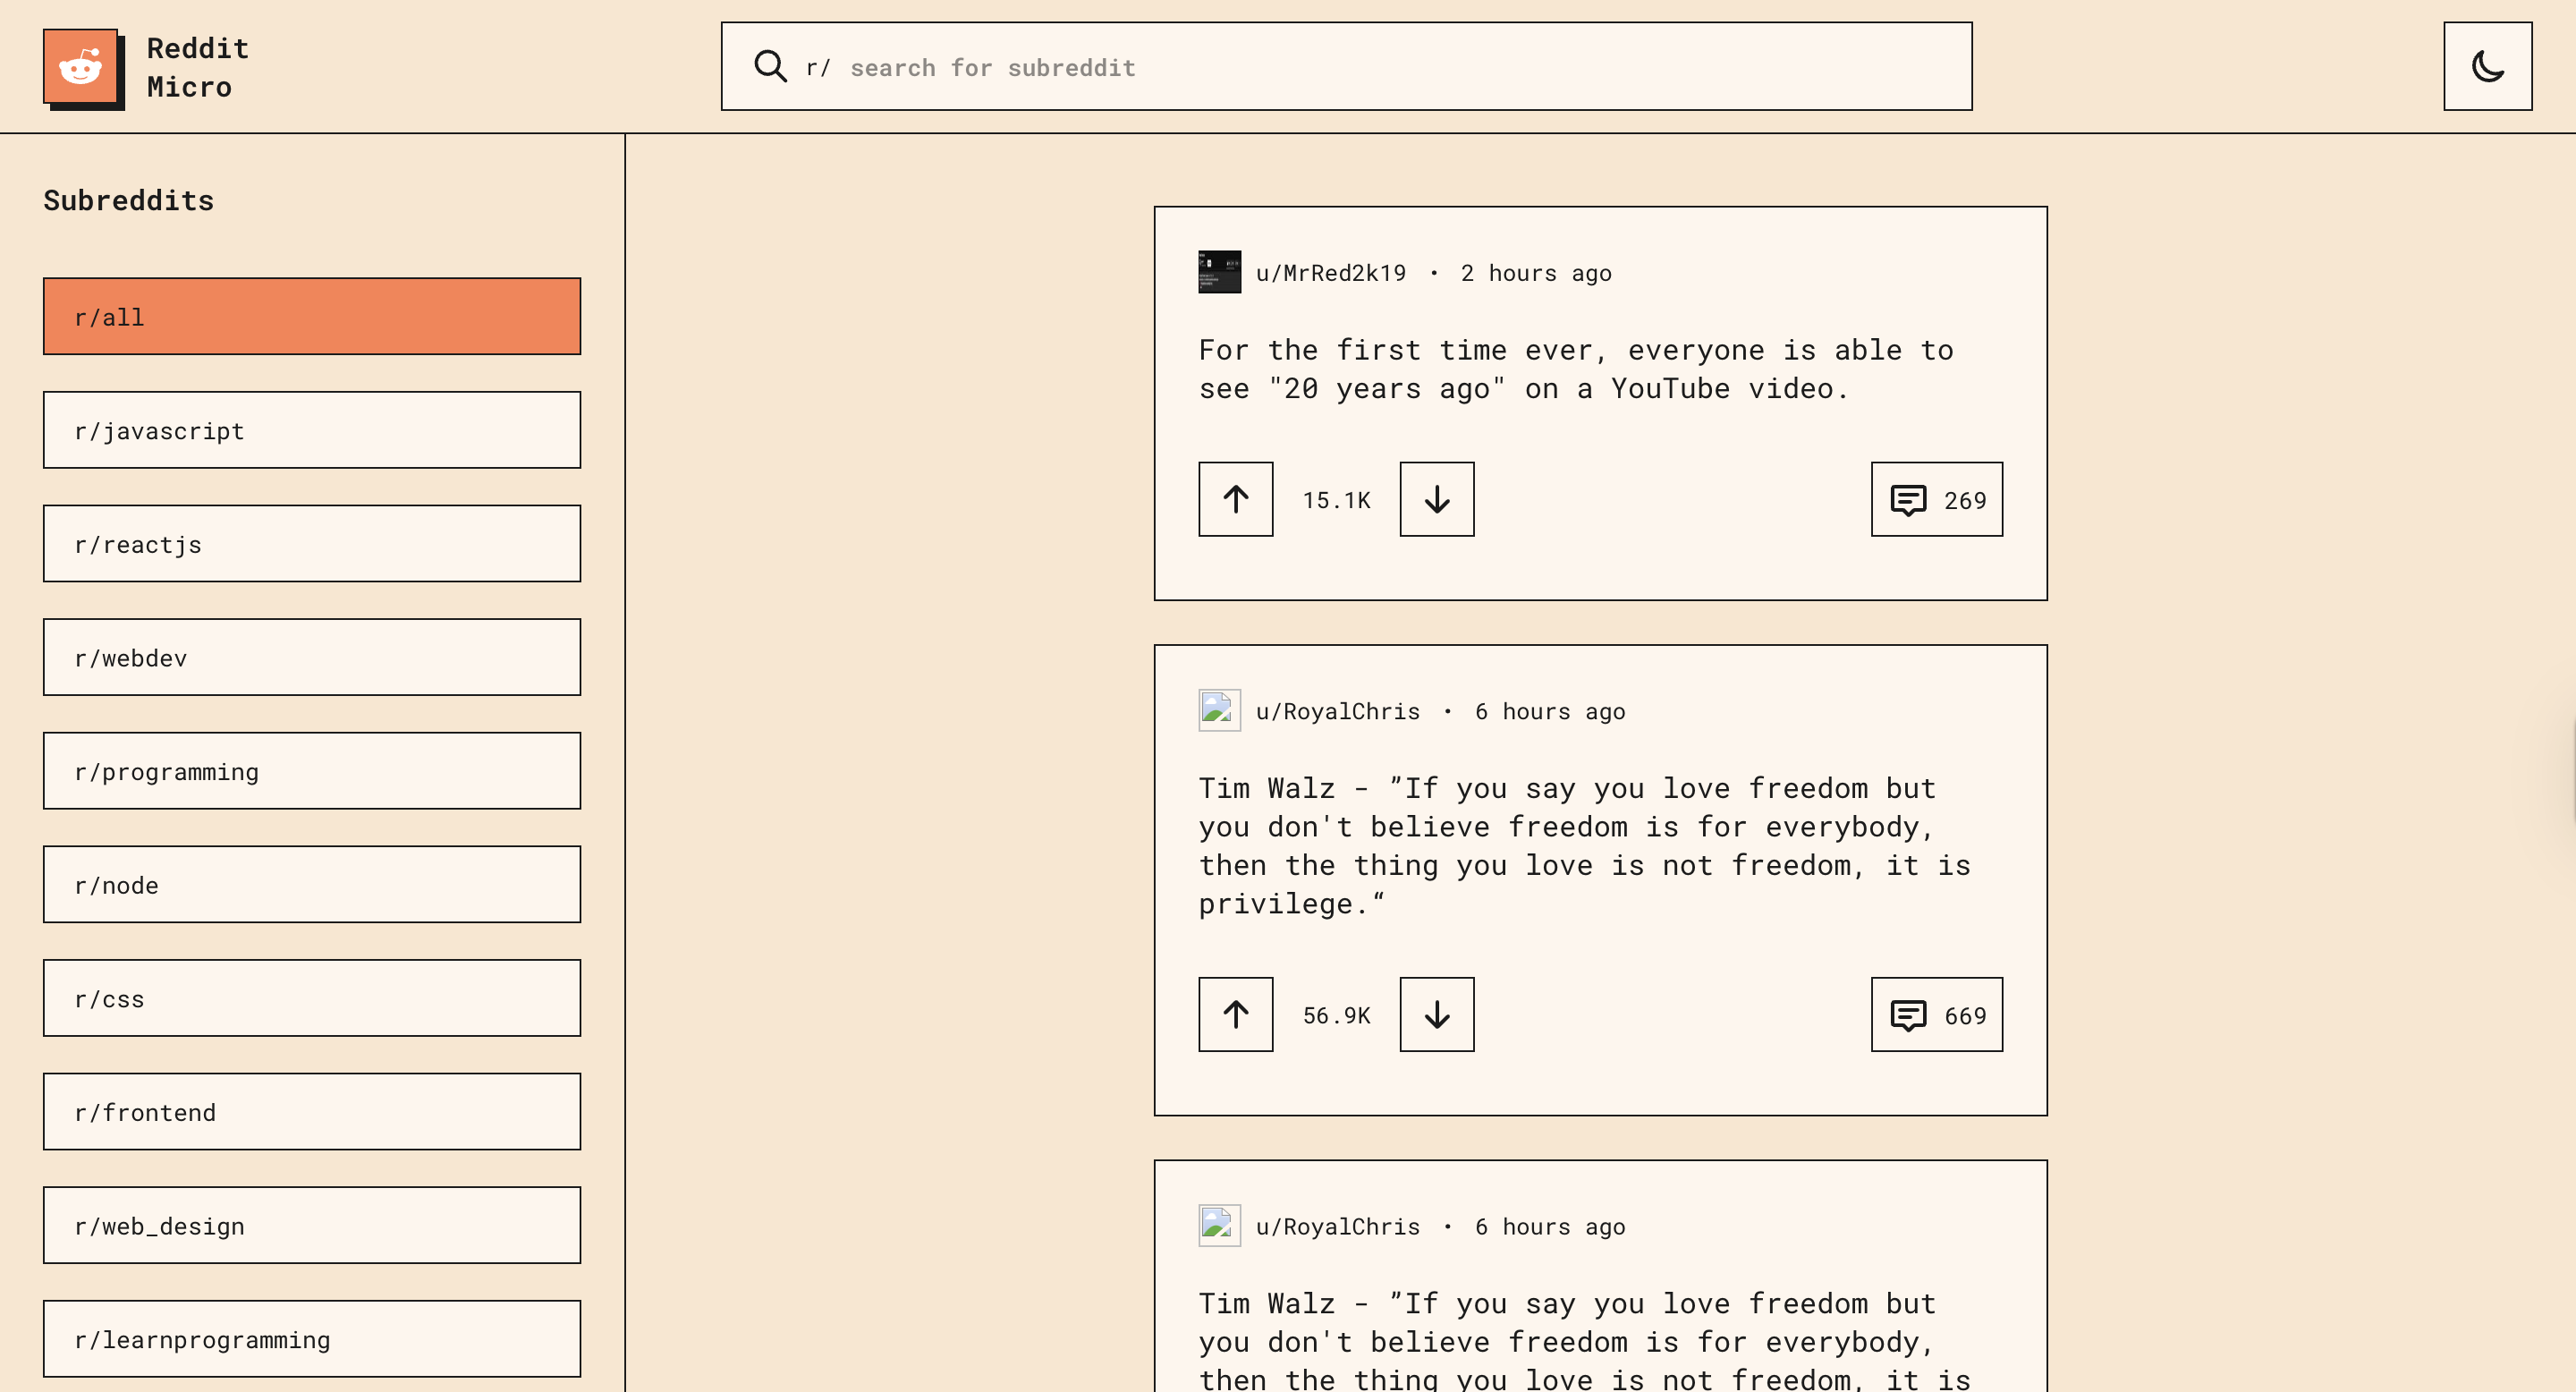 Reddit
Micro
r/ search for subreddit
Subreddits
r/all
r/javascript
r/reactjs
r/webdev
r/programming
r/node
r/css
r/frontend
r/web_design
r/learnprogramming
u/MrRed2k19 • 2 hours ago
For the first time ever, everyone is able to
see "20 years ago" on a YouTube video.
15.1K
269
u/RoyalChris • 6 hours ago
Tim Walz - ”If you say you love freedom but
you don't believe freedom is for everybody,
then the thing you love is not freedom, it is
privilege.“
56.9K
669
u/RoyalChris • 6 hours ago
Tim Walz - ”If you say you love freedom but
you don't believe freedom is for everybody,
then the thing you love is not freedom, it is